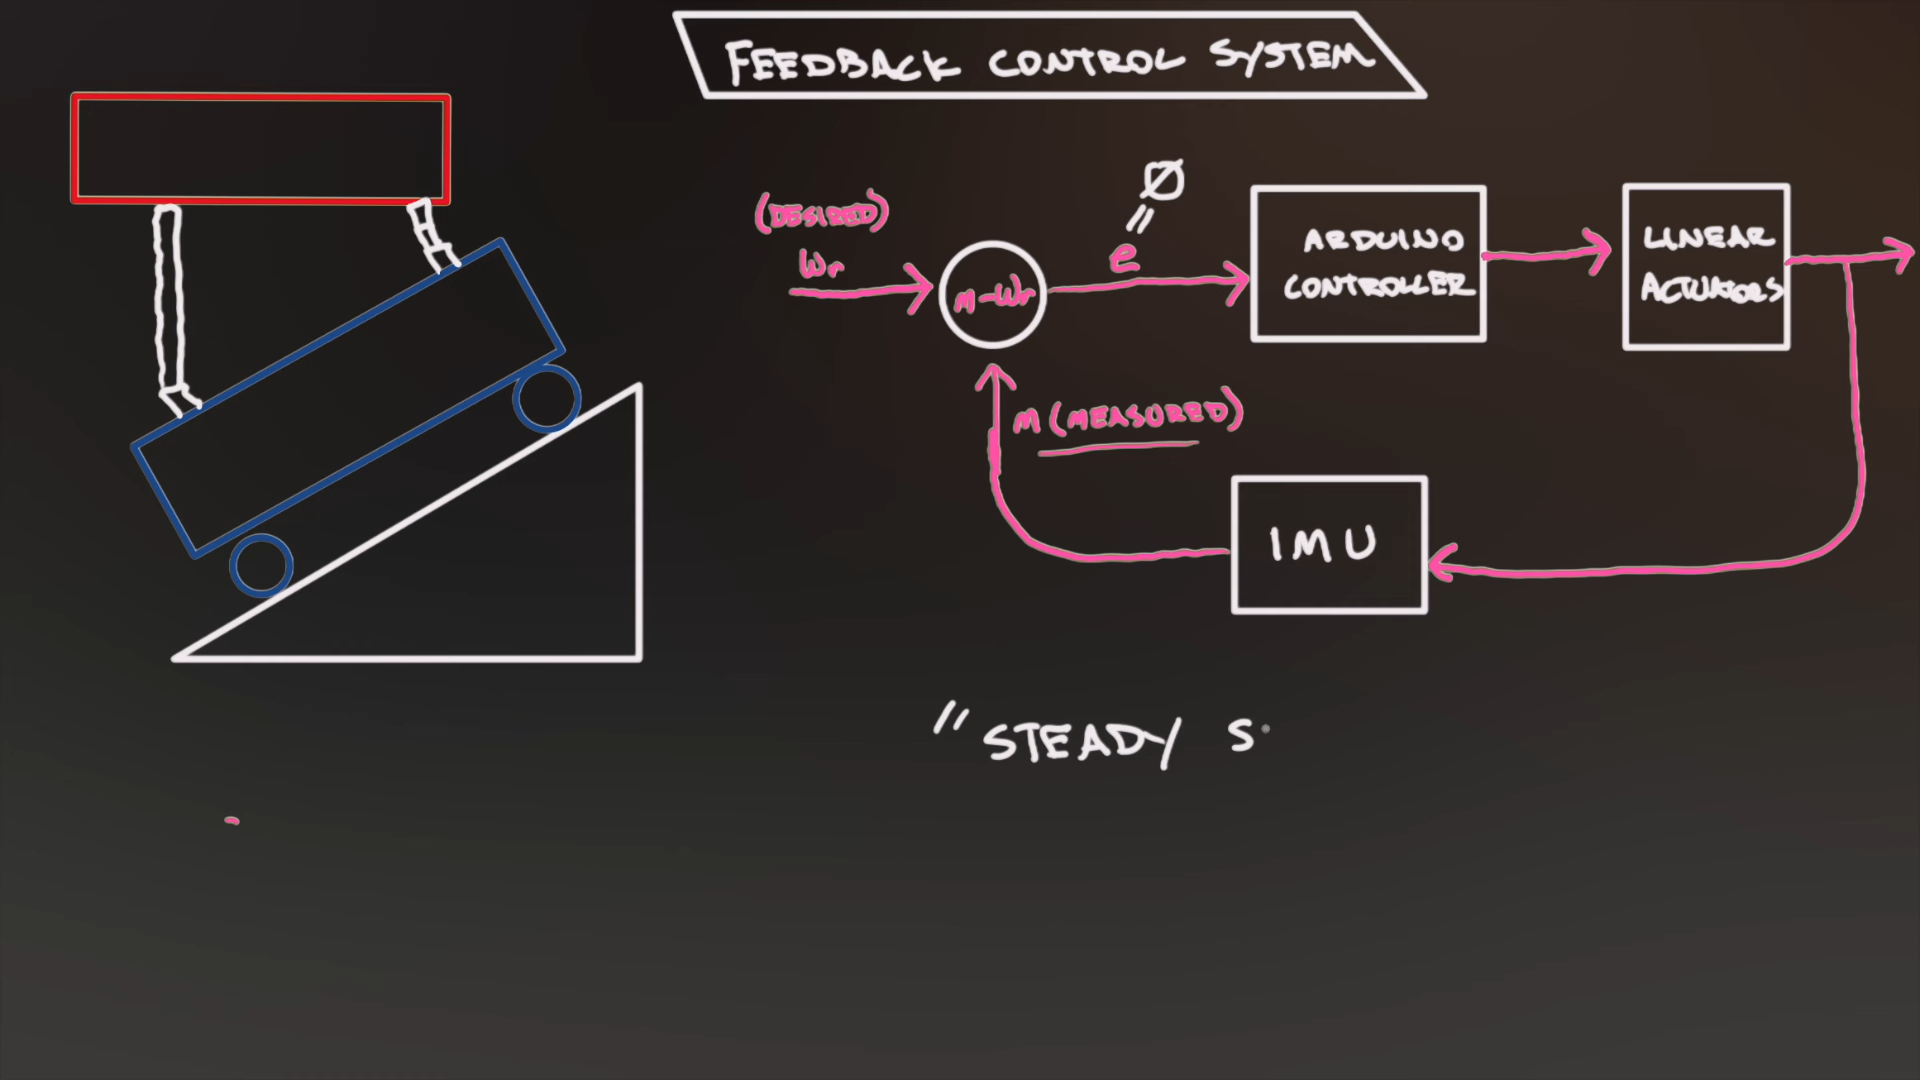 FEEDBACK CONTROL SYSTEM
Ø
=
(DESIRED)
Wr
m-Wr
e
ARDUINO
CONTROLLER
LINEAR
ACTUATORS
M (MEASURED)
IMU
"STEADY S